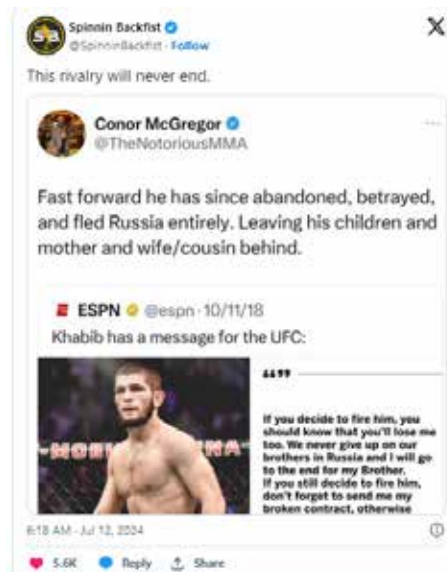 Spinnin Backfist
@SpinninBackfist · Follow
This rivalry will never end.
Conor McGregor
@TheNotoriousMMA
Fast forward he has since abandoned, betrayed,
and fled Russia entirely. Leaving his children and
mother and wife/cousin behind.
ESPN @espn · 10/11/18
Khabib has a message for the UFC:
If you decide to fire him, you
should know that you'll lose me
too. We never give up on our
brothers in Russia and I will go
to the end for my Brother.
If you still decide to fire him,
don't forget to send me my
broken contract, otherwise
6:18 AM · Jul 12, 2024
5.6K Reply Share